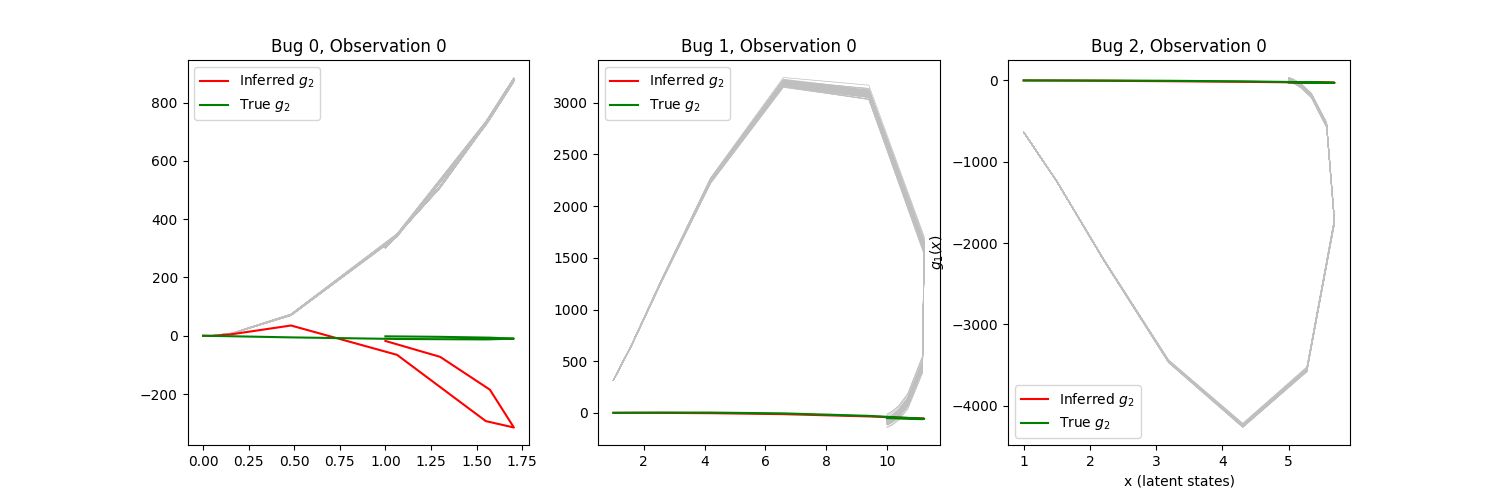 Bug 0, Observation 0
Inferred g₂
True g₂
800
600
400
200
0
−200
0.00 0.25 0.50 0.75 1.00 1.25 1.50 1.75
Bug 1, Observation 0
Inferred g₂
True g₂
3000
2500
2000
1500
1000
500
0
2 4 6 8 10
Bug 2, Observation 0
g₁(x)
0
−1000
−2000
−3000
−4000
Inferred g₂
True g₂
1 2 3 4 5
x (latent states)